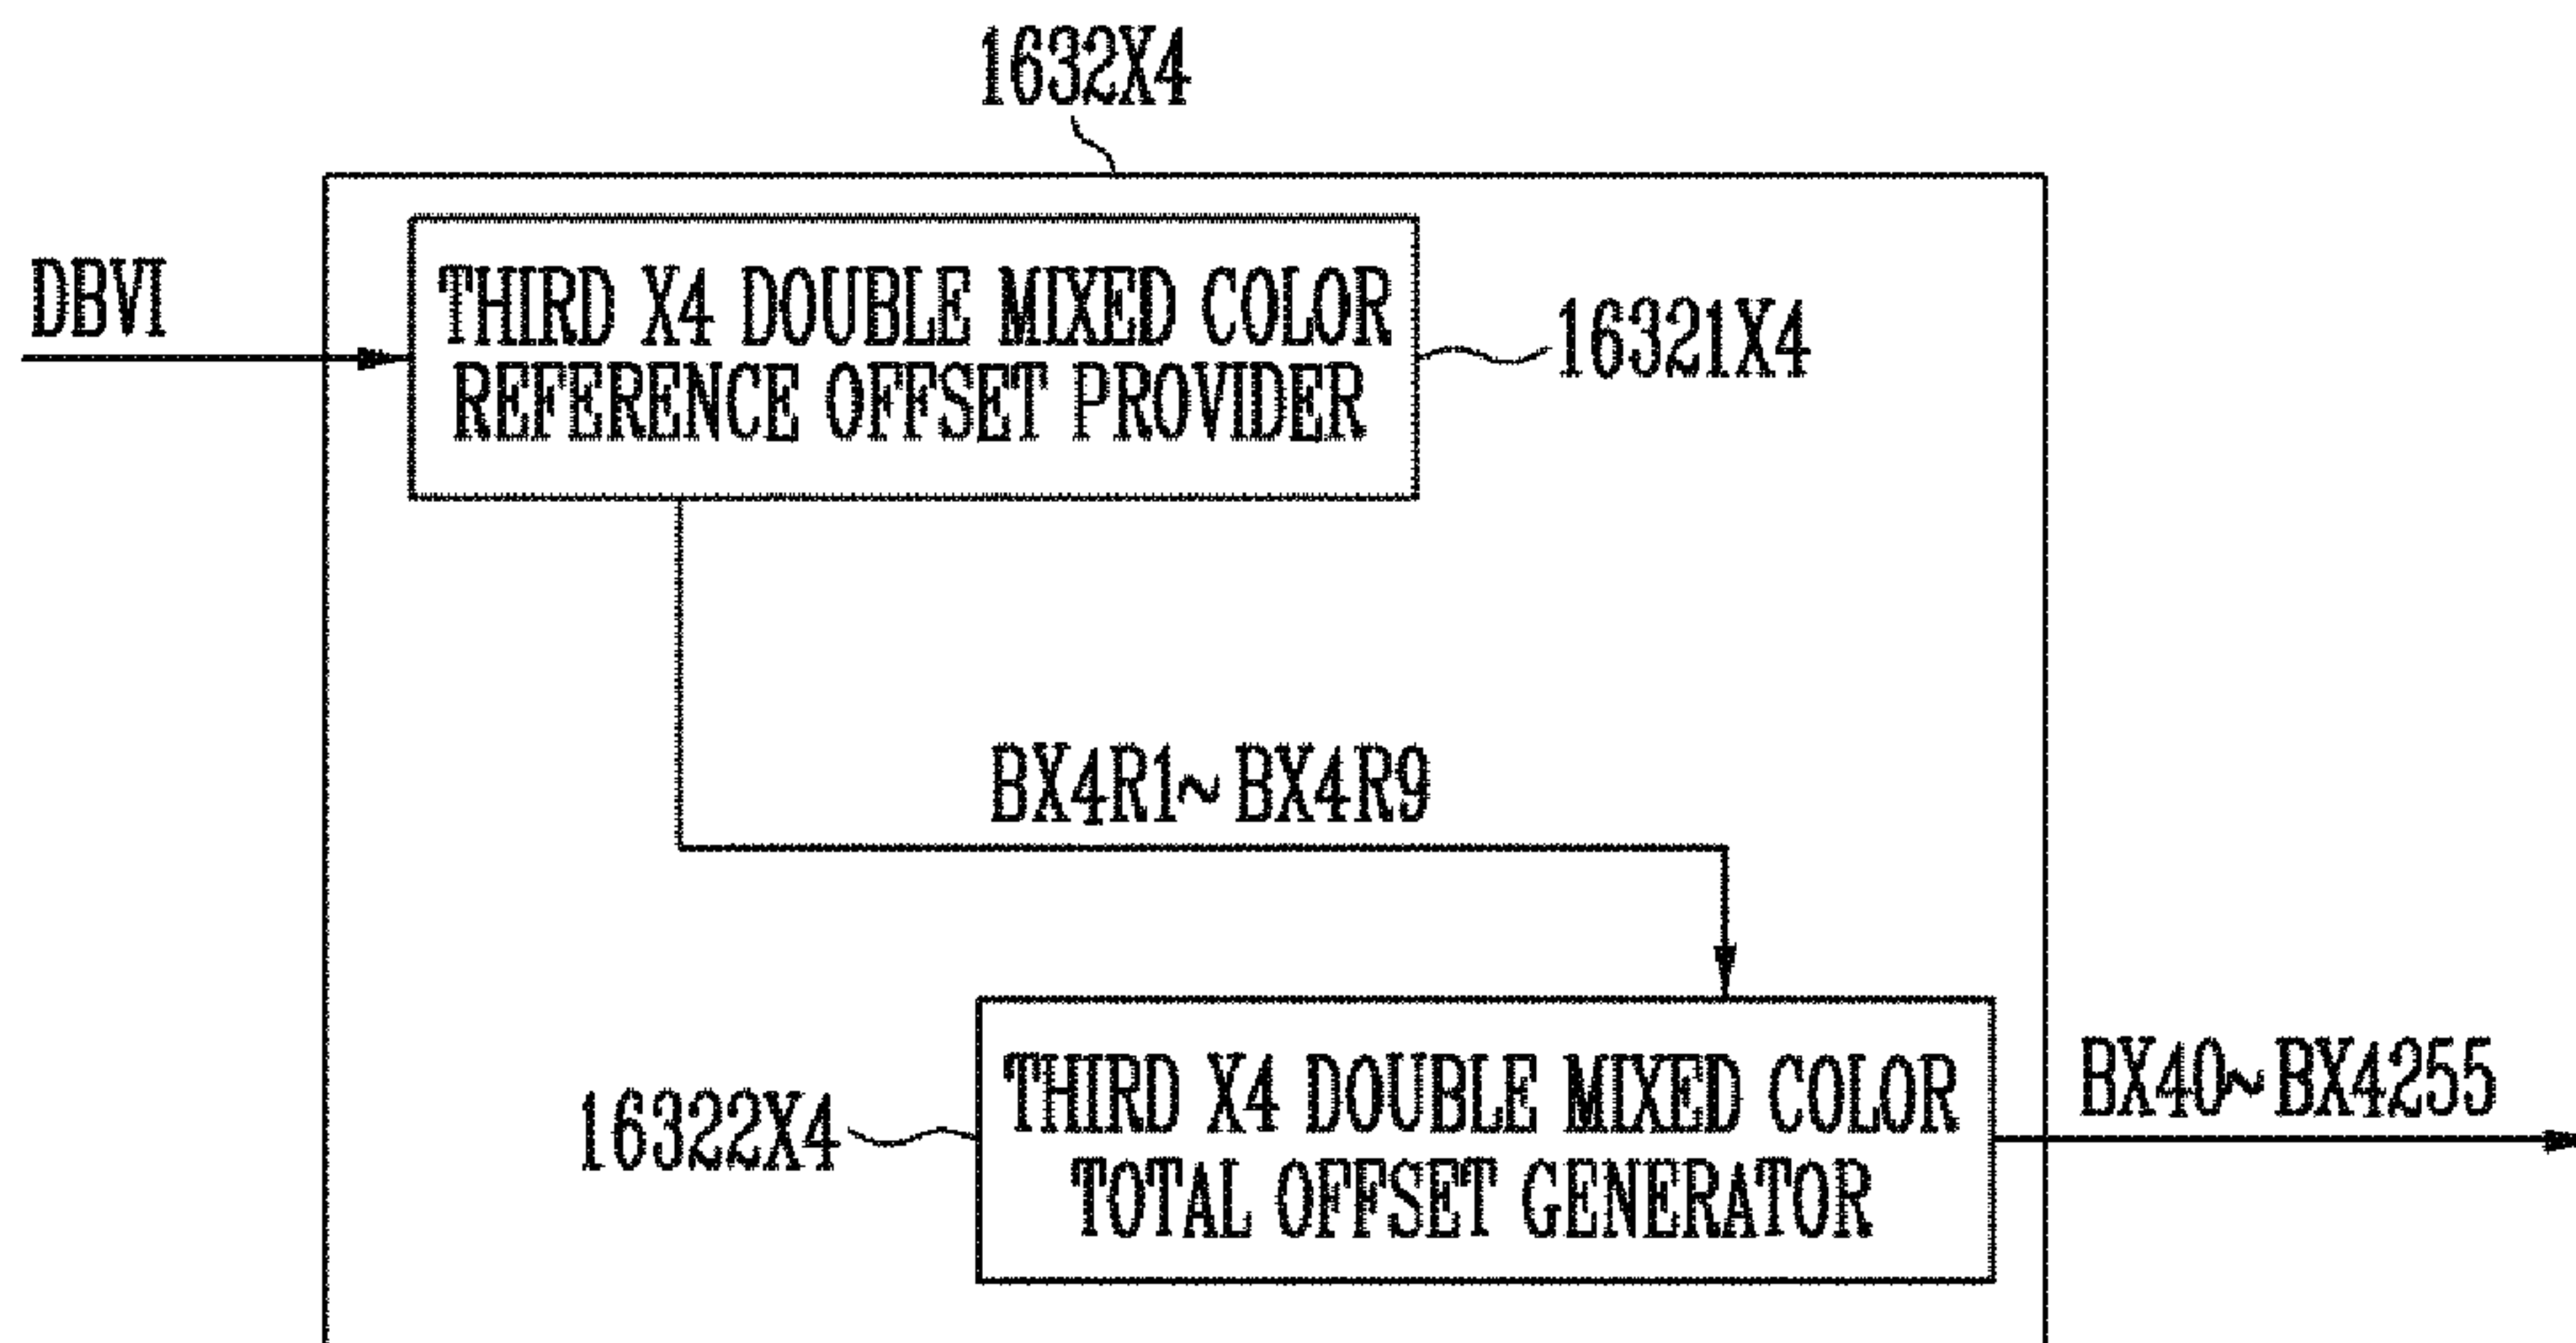 1632X4
DBVI
THIRD X4 DOUBLE MIXED COLOR
REFERENCE OFFSET PROVIDER
16321X4
BX4R1~BX4R9
THIRD X4 DOUBLE MIXED COLOR
TOTAL OFFSET GENERATOR
16322X4
BX40~BX4255